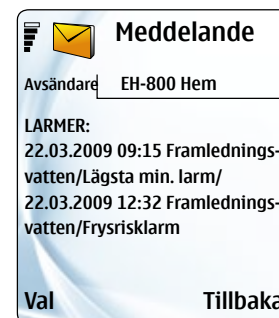 Meddelande
Avsändare EH-800 Hem
LARMER:
22.03.2009 09:15 Framlednings-
vatten/Lägsta min. larm/
22.03.2009 12:32 Framlednings-
vatten/Frysrisklarm
Val Tillbaka